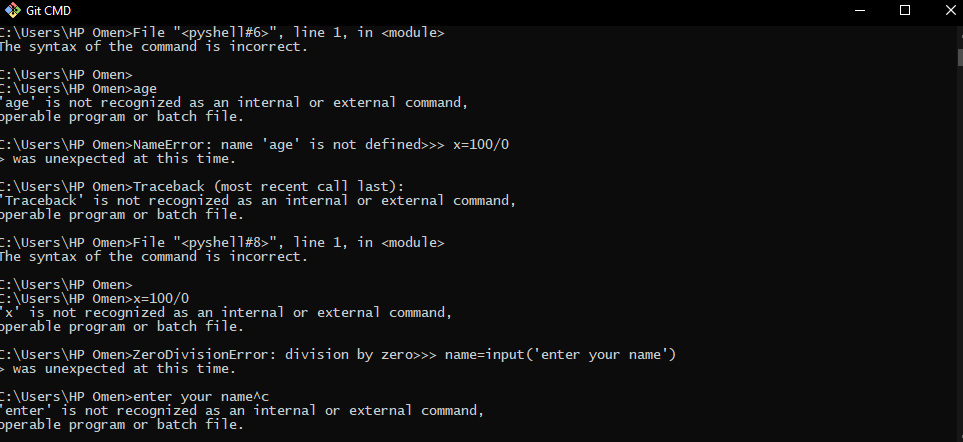 Git CMD
C:\Users\HP Omen>File "<pyshell#6>", line 1, in <module>
The syntax of the command is incorrect.
C:\Users\HP Omen>
C:\Users\HP Omen>age
'age' is not recognized as an internal or external command,
operable program or batch file.
C:\Users\HP Omen>NameError: name 'age' is not defined>>> x=100/0
> was unexpected at this time.
C:\Users\HP Omen>Traceback (most recent call last):
'Traceback' is not recognized as an internal or external command,
operable program or batch file.
C:\Users\HP Omen>File "<pyshell#8>", line 1, in <module>
The syntax of the command is incorrect.
C:\Users\HP Omen>
C:\Users\HP Omen>x=100/0
'x' is not recognized as an internal or external command,
operable program or batch file.
C:\Users\HP Omen>ZeroDivisionError: division by zero>>> name=input('enter your name')
> was unexpected at this time.
C:\Users\HP Omen>enter your name^c
'enter' is not recognized as an internal or external command,
operable program or batch file.